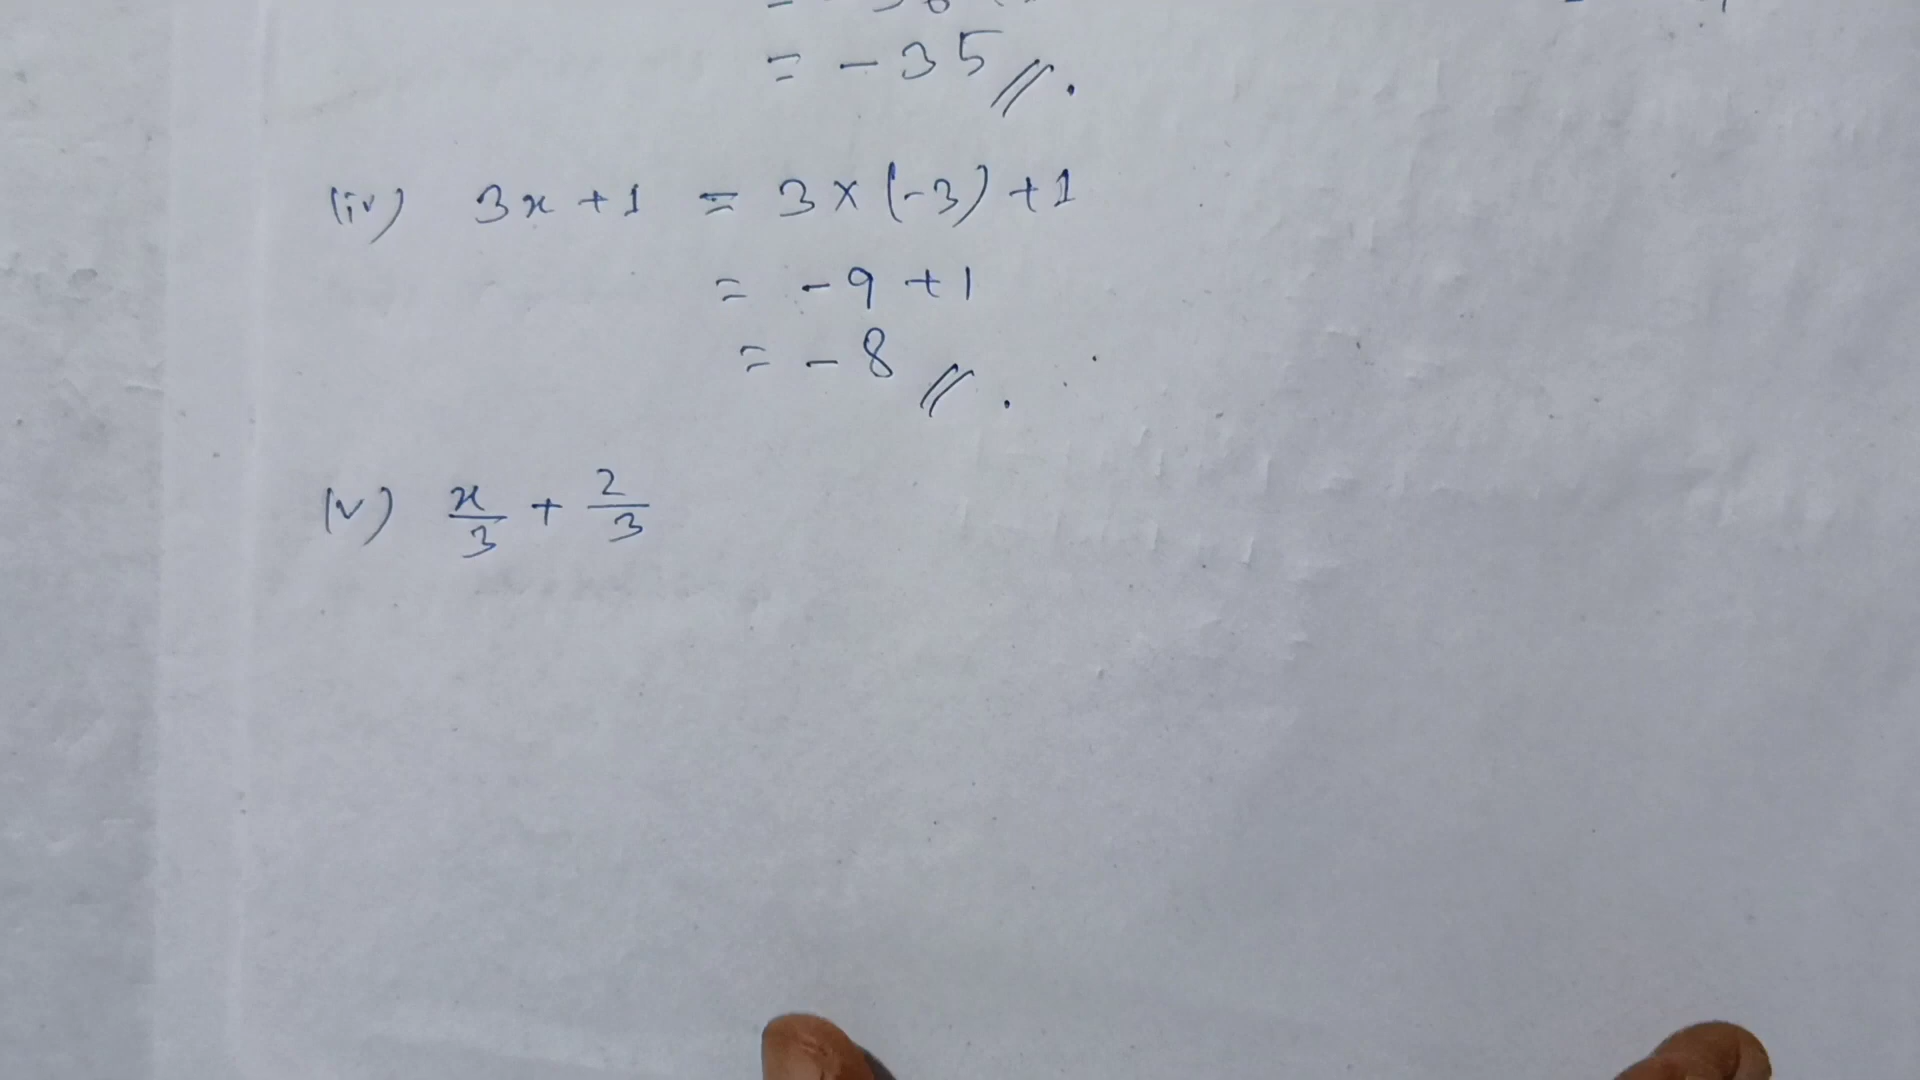 = -35 //.
(iv) 3x + 1 = 3 × (-3) + 1
= -9 + 1
= -8 //.
(v) x/3 + 2/3